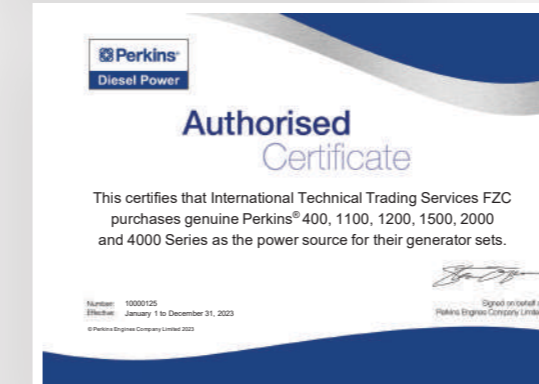 Perkins®
Diesel Power
Authorised
Certificate
This certifies that International Technical Trading Services FZC
purchases genuine Perkins® 400, 1100, 1200, 1500, 2000
and 4000 Series as the power source for their generator sets.
Number: 10000125
Effective: January 1 to December 31, 2023
© Perkins Engines Company Limited 2023
Signed on behalf
Perkins Engines Company